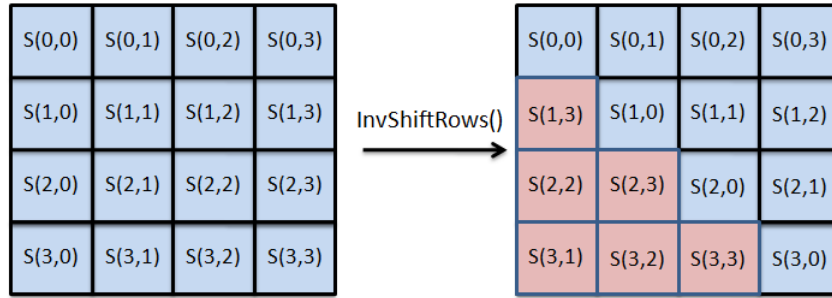 S(0,0) S(0,1) S(0,2) S(0,3)
S(1,0) S(1,1) S(1,2) S(1,3)
S(2,0) S(2,1) S(2,2) S(2,3)
S(3,0) S(3,1) S(3,2) S(3,3)
InvShiftRows()
S(0,0) S(0,1) S(0,2) S(0,3)
S(1,3) S(1,0) S(1,1) S(1,2)
S(2,2) S(2,3) S(2,0) S(2,1)
S(3,1) S(3,2) S(3,3) S(3,0)